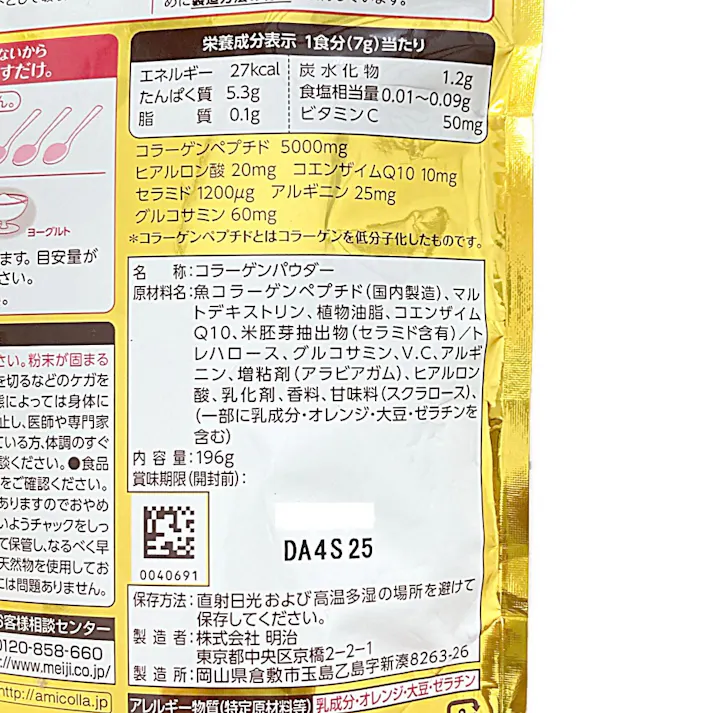 めに製造方法
ないから
すだけ。
ん。
ヨーグルト
ます。目安量が
さい。
栄養成分表示 1食分(7g)当たり
エネルギー 27kcal
たんぱく質 5.3g
脂 質 0.1g
炭水化物 1.2g
食塩相当量 0.01～0.09g
ビタミンC 50mg
コラーゲンペプチド 5000mg
ヒアルロン酸 20mg コエンザイムQ10 10mg
セラミド 1200μg アルギニン 25mg
グルコサミン 60mg
*コラーゲンペプチドとはコラーゲンを低分子化したものです。
名 称:コラーゲンパウダー
原材料名:魚コラーゲンペプチド(国内製造)、マル
トデキストリン、植物油脂、コエンザイム
Q10、米胚芽抽出物(セラミド含有)/ト
レハロース、グルコサミン、V.C、アルギ
ニン、増粘剤(アラビアガム)、ヒアルロン
酸、乳化剤、香料、甘味料(スクラロース)、
(一部に乳成分・オレンジ・大豆・ゼラチンを
含む)
内容量:196g
賞味期限(開封前):
DA4S25
0040691
保存方法:直射日光および高温多湿の場所を避けて
保存してください。
製造者:株式会社 明治
東京都中央区京橋2-2-1
製造所:岡山県倉敷市玉島乙島字新湊8263-26
アレルギー物質(特定原材料等) 乳成分・オレンジ・大豆・ゼラチン
さい。粉末が固まる
を切るなどのケガを
態によっては身体に
止し、医師や専門家
ている方、体調のすぐ
談ください。●食品
をご確認ください。
ありますのでおやめ
いようチャックをしっ
て保管し、なるべく早
天然物を使用して
には問題ありません。
お客様相談センター
0120-858-660
://www.meiji.co.jp/
http://amicolla.jp/